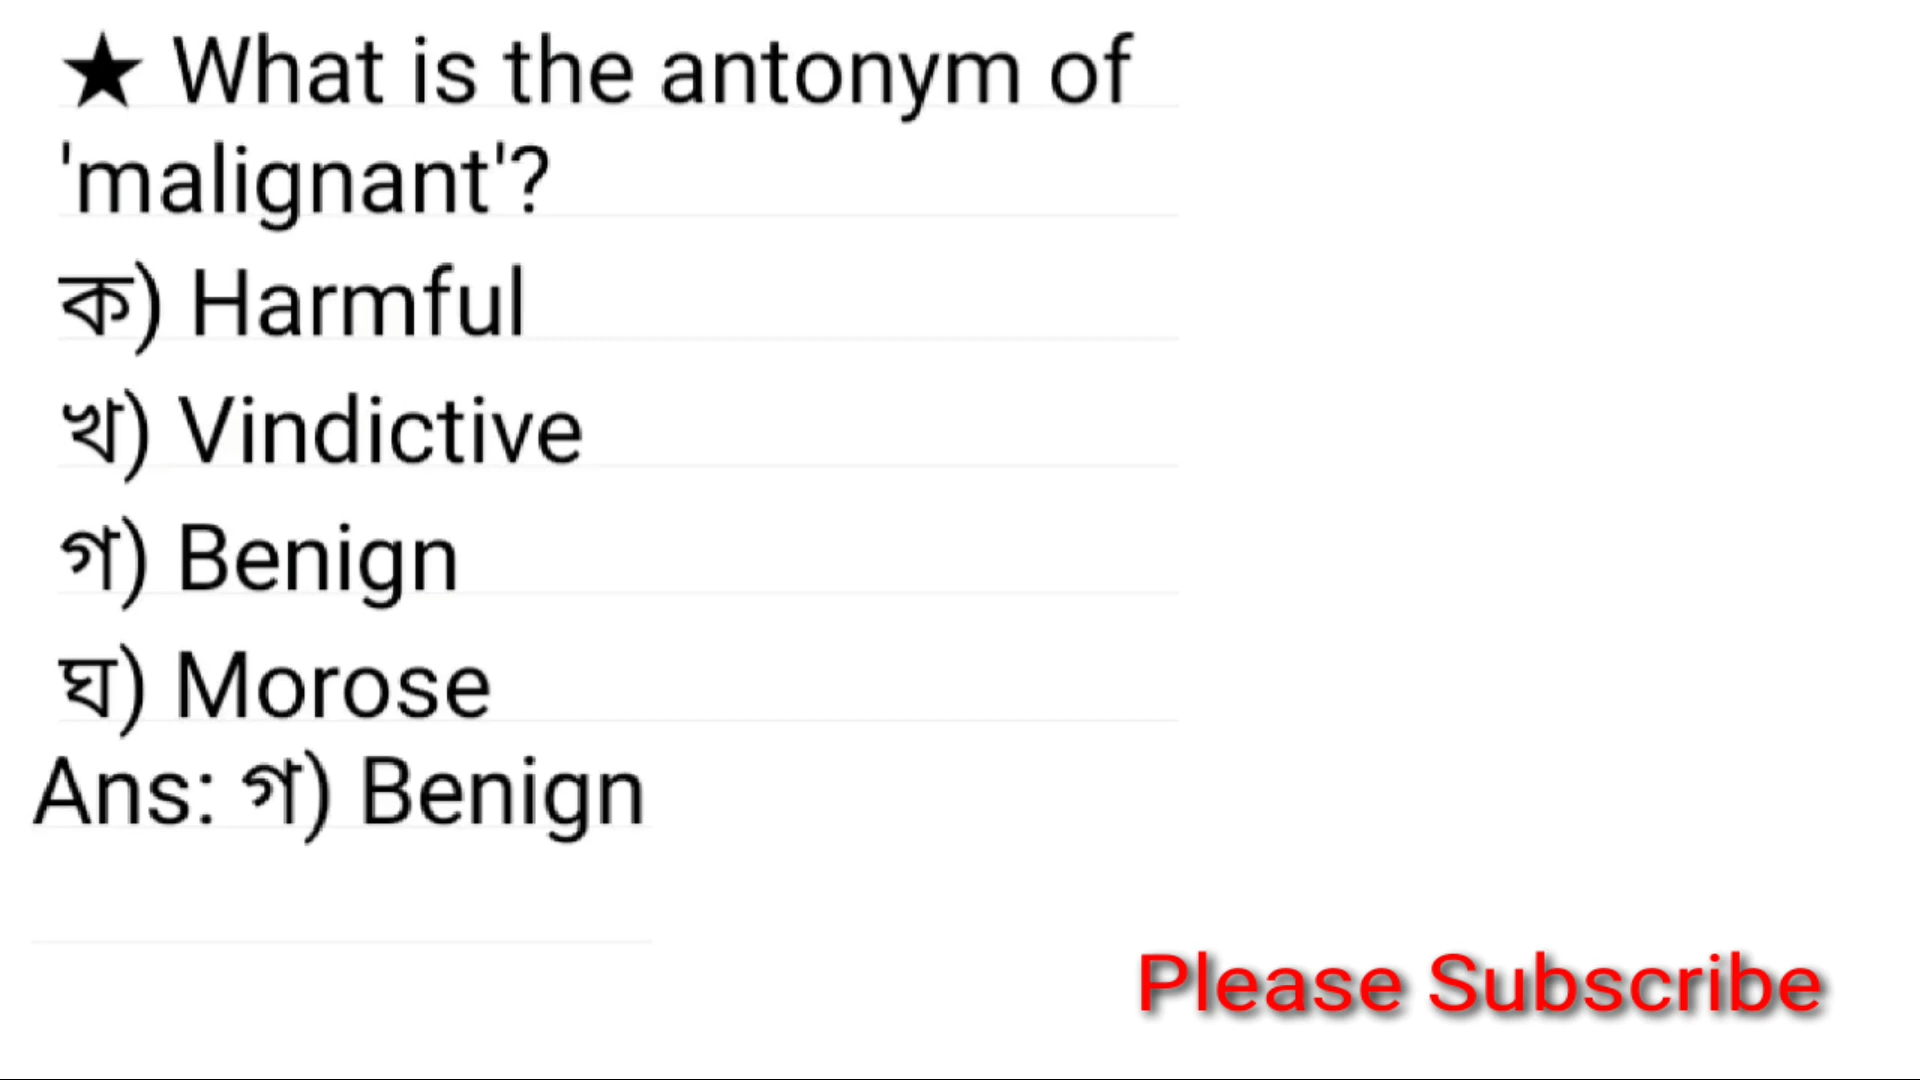 ★ What is the antonym of
'malignant'?
ক) Harmful
খ) Vindictive
গ) Benign
ঘ) Morose
Ans: গ) Benign
Please Subscribe